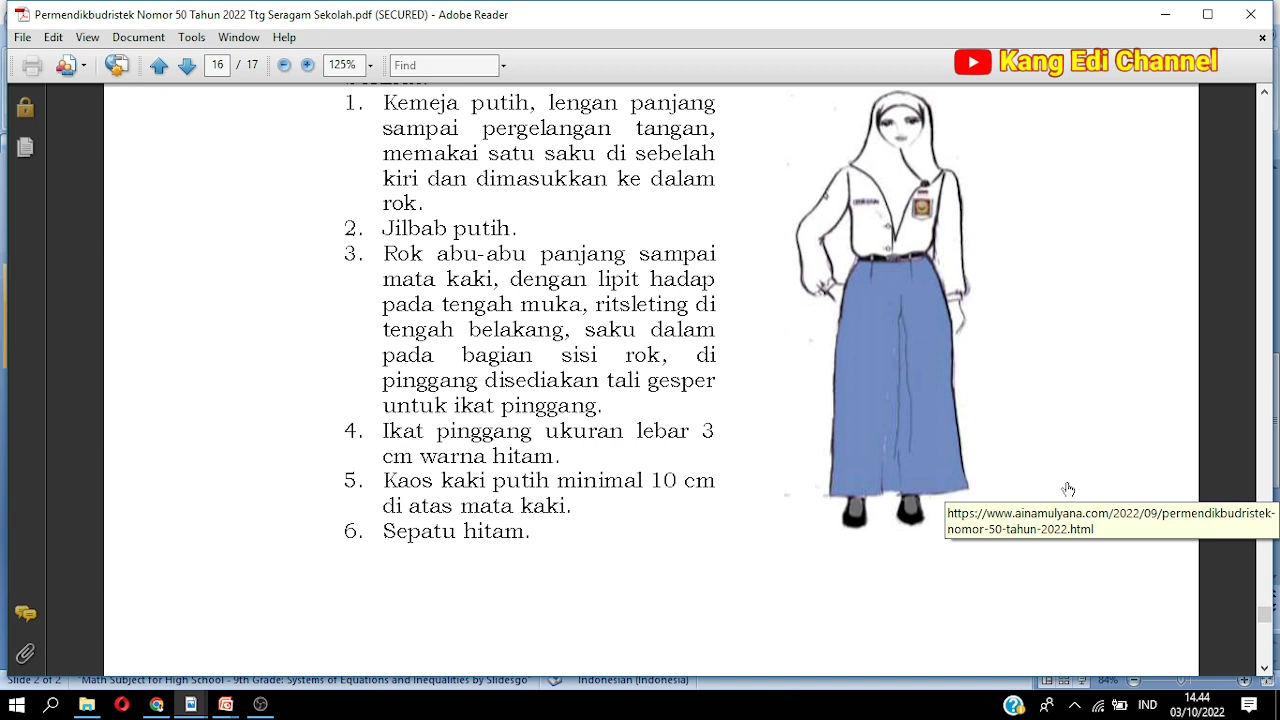 Permendikbudristek Nomor 50 Tahun 2022 Ttg Seragam Sekolah.pdf (SECURED) - Adobe Reader
File Edit View Document Tools Window Help
16 / 17 125% Find
Kang Edi Channel
1. Kemeja putih, lengan panjang
sampai pergelangan tangan,
memakai satu saku di sebelah
kiri dan dimasukkan ke dalam
rok.
2. Jilbab putih.
3. Rok abu-abu panjang sampai
mata kaki, dengan lipit hadap
pada tengah muka, ritsleting di
tengah belakang, saku dalam
pada bagian sisi rok, di
pinggang disediakan tali gesper
untuk ikat pinggang.
4. Ikat pinggang ukuran lebar 3
cm warna hitam.
5. Kaos kaki putih minimal 10 cm
di atas mata kaki.
6. Sepatu hitam.
https://www.ainamulyana.com/2022/09/permendikbudristek-
nomor-50-tahun-2022.html
Slide 2 of 2 "Math Subject for High School - 9th Grade: Systems of Equations and Inequalities by Slidesgo Indonesian (Indonesia) 84%
IND
14.44
03/10/2022